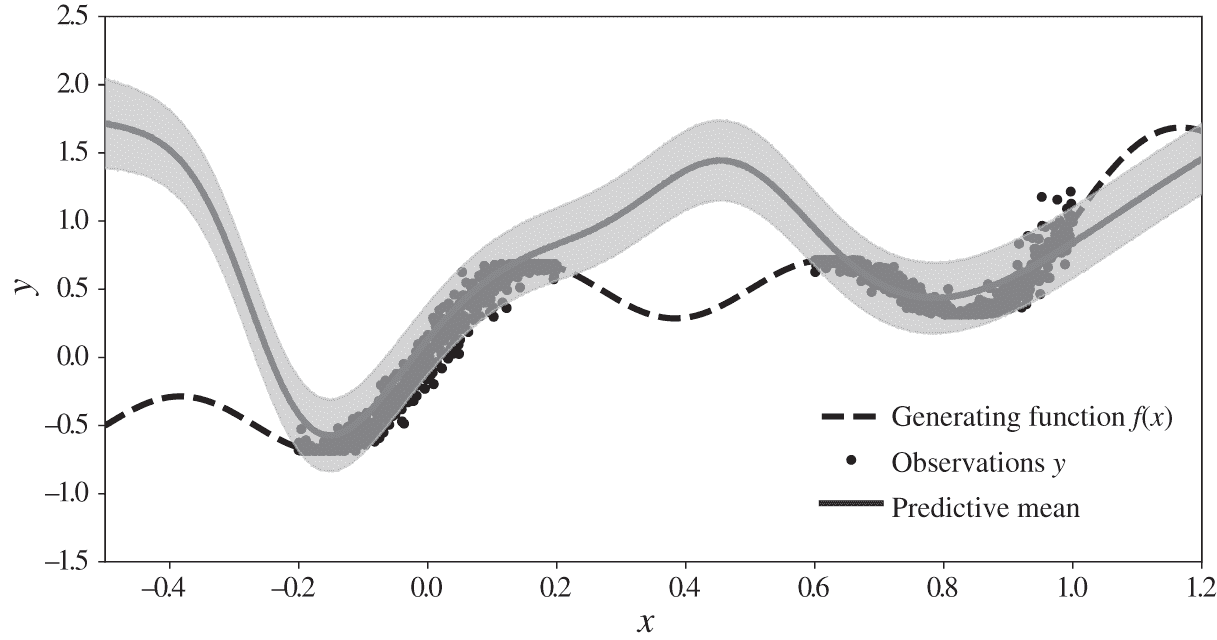 2.5
2.0
1.5
1.0
0.5
0.0
–0.5
–1.0
–1.5
y
Generating function f(x)
Observations y
Predictive mean
–0.4 –0.2 0.0 0.2 0.4 0.6 0.8 1.0 1.2
x